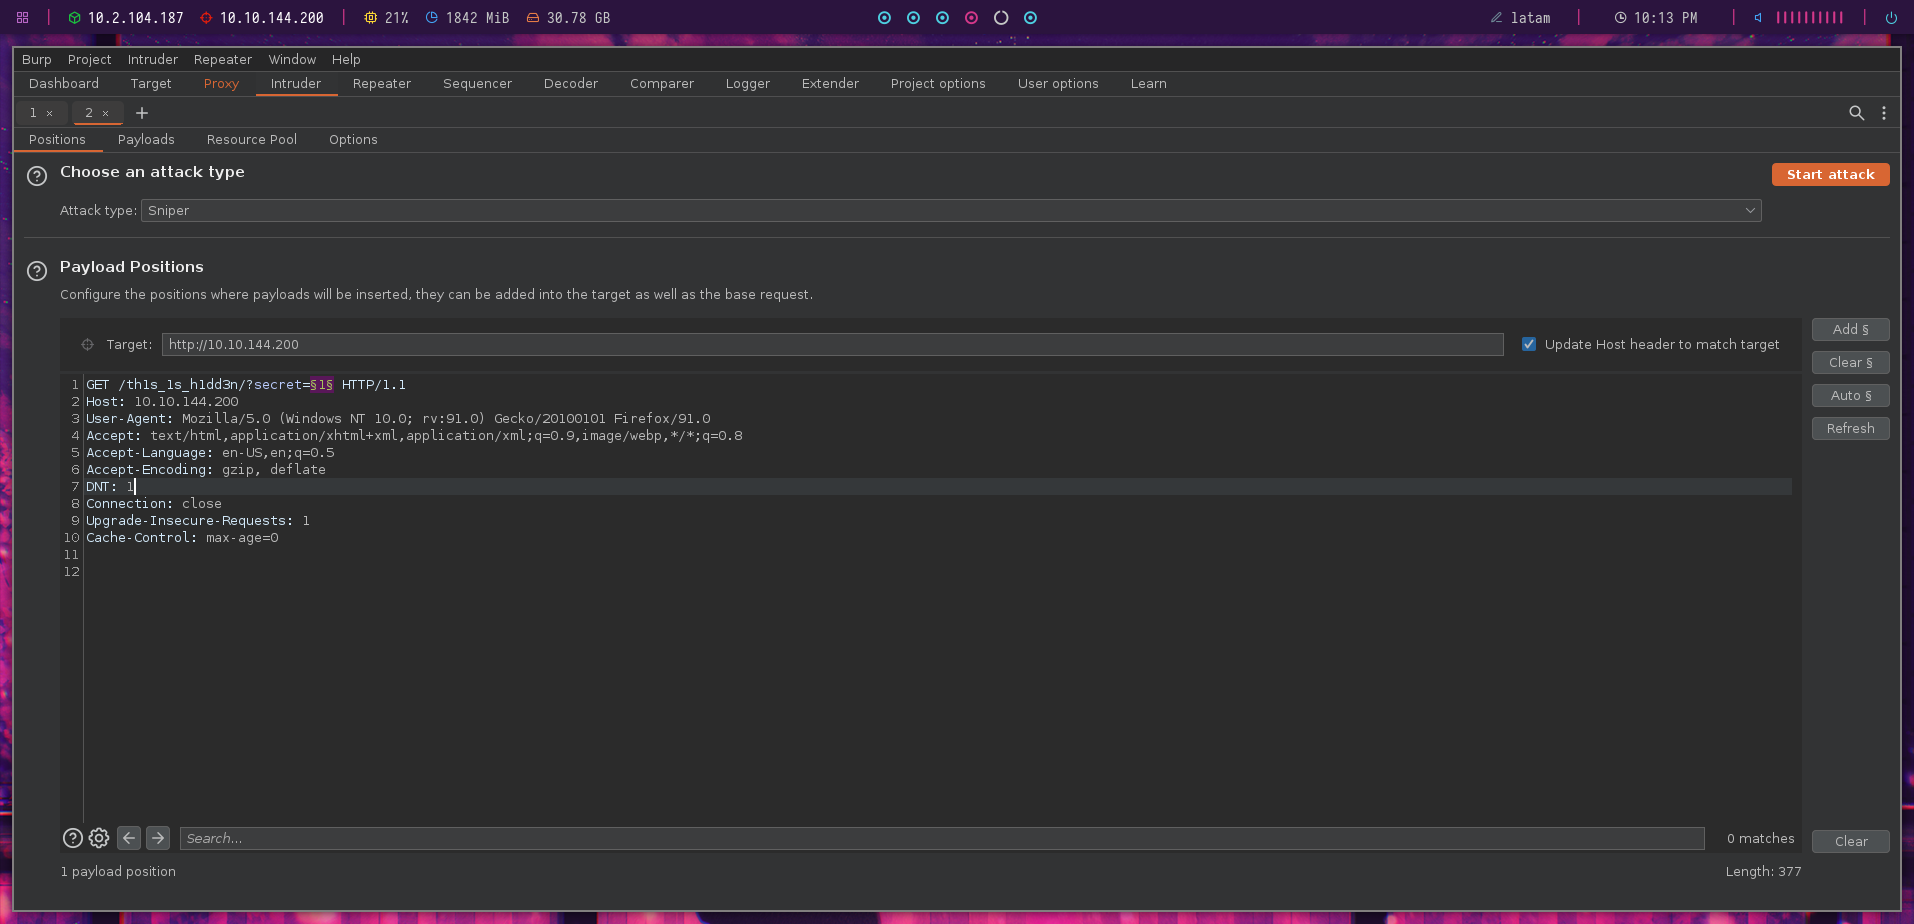 10.2.104.187 10.10.144.200 21% 1842 MiB 30.78 GB latam 10:13 PM
Burp Project Intruder Repeater Window Help
Dashboard Target Proxy Intruder Repeater Sequencer Decoder Comparer Logger Extender Project options User options Learn
1 × 2 × +
Positions Payloads Resource Pool Options
Choose an attack type
Start attack
Attack type: Sniper
Payload Positions
Configure the positions where payloads will be inserted, they can be added into the target as well as the base request.
Target: http://10.10.144.200 Update Host header to match target
Add §
Clear §
Auto §
Refresh
1 GET /th1s_1s_h1dd3n/?secret=§1§ HTTP/1.1
2 Host: 10.10.144.200
3 User-Agent: Mozilla/5.0 (Windows NT 10.0; rv:91.0) Gecko/20100101 Firefox/91.0
4 Accept: text/html,application/xhtml+xml,application/xml;q=0.9,image/webp,*/*;q=0.8
5 Accept-Language: en-US,en;q=0.5
6 Accept-Encoding: gzip, deflate
7 DNT: 1
8 Connection: close
9 Upgrade-Insecure-Requests: 1
10 Cache-Control: max-age=0
11
12
Search... 0 matches Clear
1 payload position Length: 377